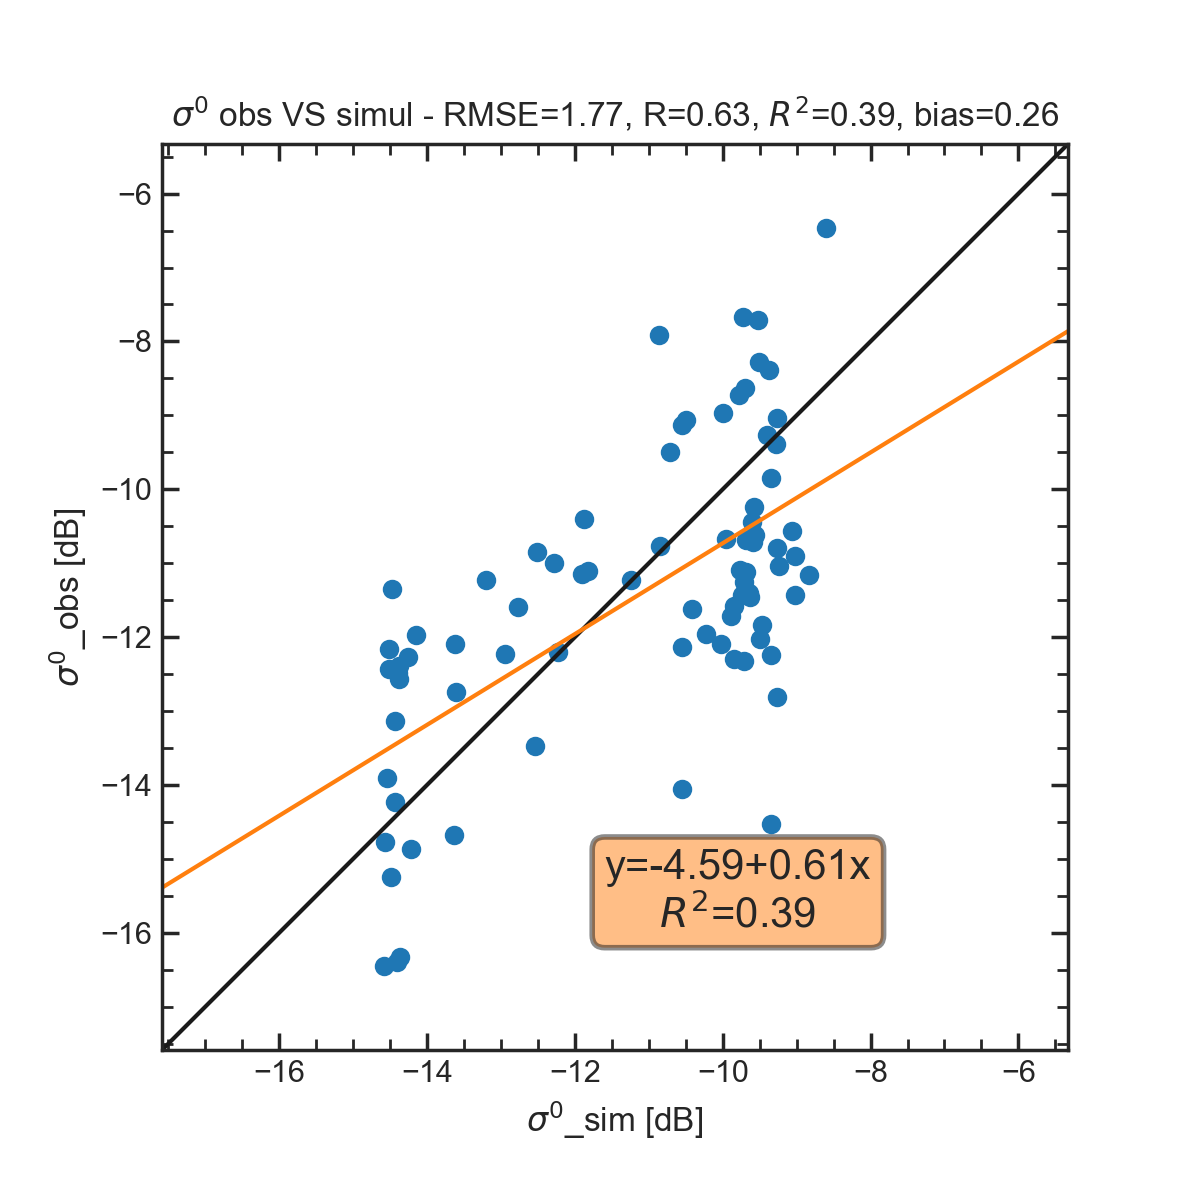 σ⁰ obs VS simul - RMSE=1.77, R=0.63, R²=0.39, bias=0.26
−6
−8
−10
−12
−14
−16
σ⁰_obs [dB]
y=-4.59+0.61x
R²=0.39
−16 −14 −12 −10 −8 −6
σ⁰_sim [dB]